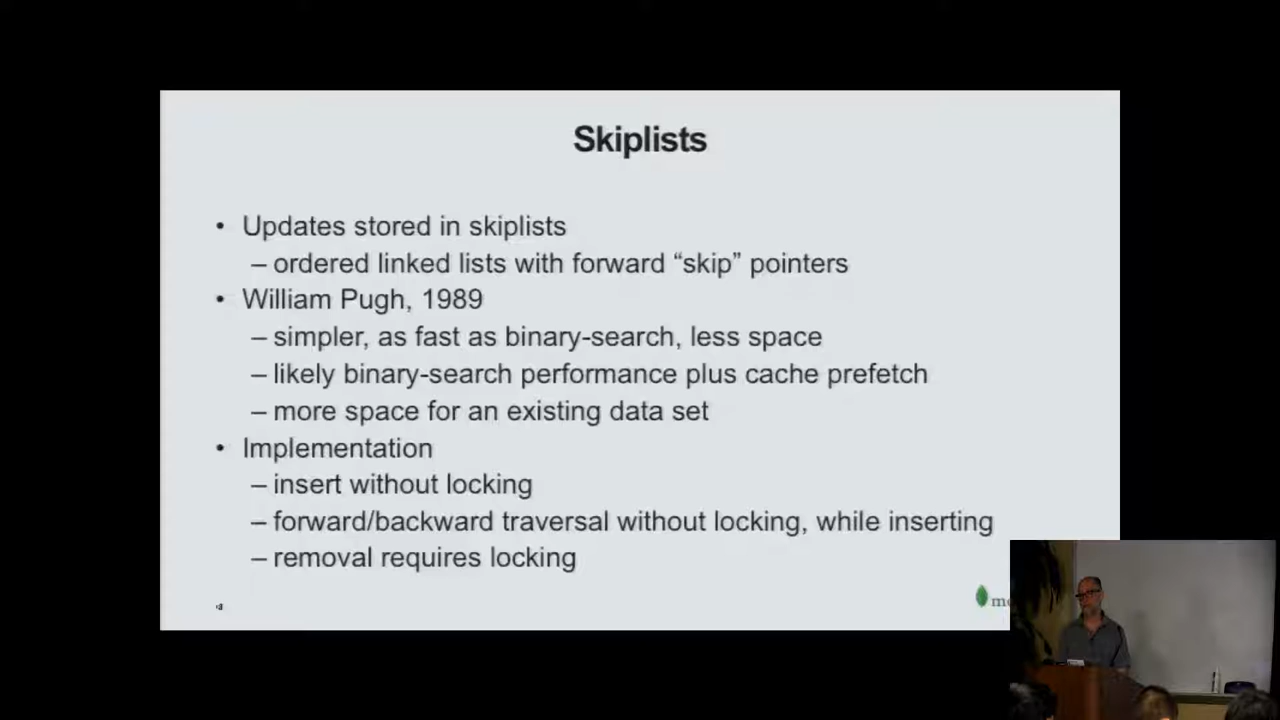 Skiplists
• Updates stored in skiplists
– ordered linked lists with forward “skip” pointers
• William Pugh, 1989
– simpler, as fast as binary-search, less space
– likely binary-search performance plus cache prefetch
– more space for an existing data set
• Implementation
– insert without locking
– forward/backward traversal without locking, while inserting
– removal requires locking